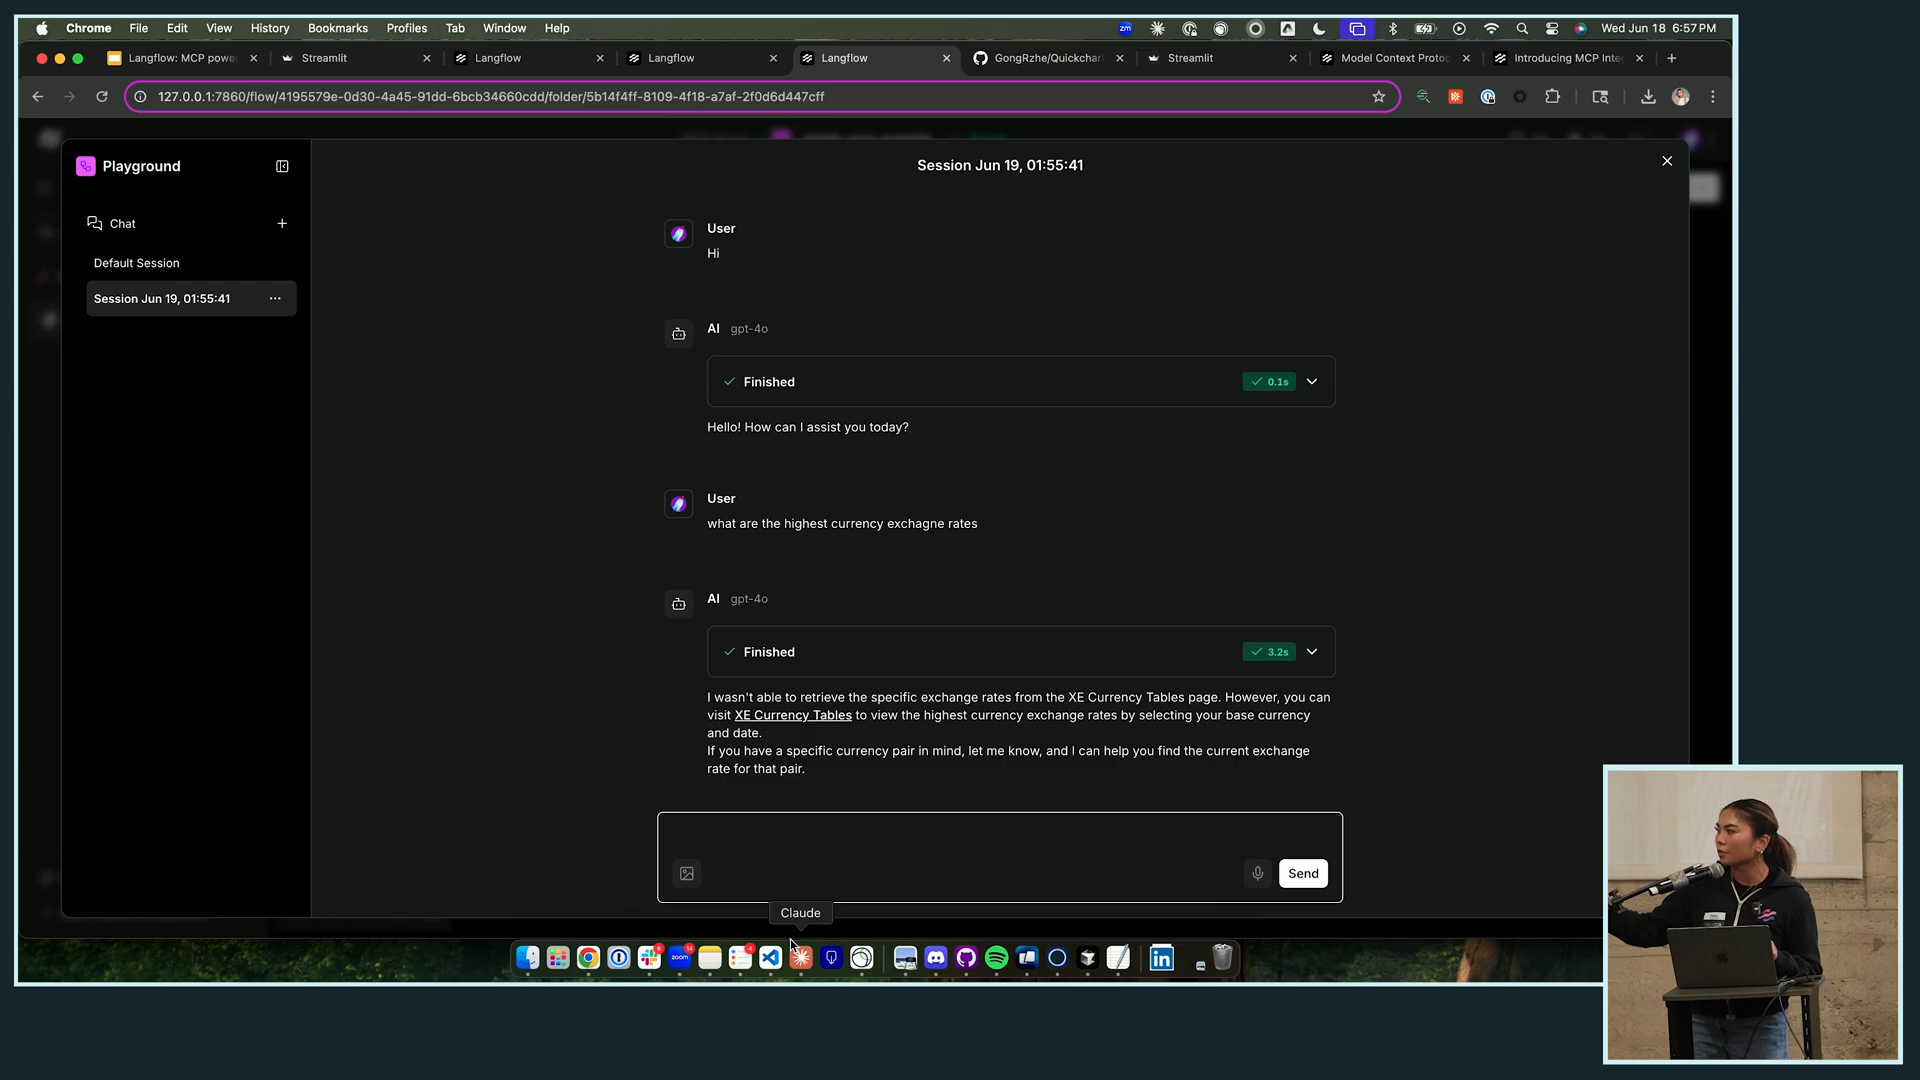 Chrome File Edit View History Bookmarks Profiles Tab Window Help zm Wed Jun 18 6:57 PM
Langflow: MCP powe Streamlit Langflow Langflow Langflow GongRzhe/Quickchar Streamlit Model Context Protoc Introducing MCP Inte
127.0.0.1:7860/flow/4195579e-0d30-4a45-91dd-6bcb34660cdd/folder/5b14f4ff-8109-4f18-a7af-2f0d6d447cff
Playground
Session Jun 19, 01:55:41
Chat
Default Session
Session Jun 19, 01:55:41
User
Hi
AI gpt-4o
Finished 0.1s
Hello! How can I assist you today?
User
what are the highest currency exchagne rates
AI gpt-4o
Finished 3.2s
I wasn't able to retrieve the specific exchange rates from the XE Currency Tables page. However, you can
visit XE Currency Tables to view the highest currency exchange rates by selecting your base currency
and date.
If you have a specific currency pair in mind, let me know, and I can help you find the current exchange
rate for that pair.
Send
Claude
zoom
in